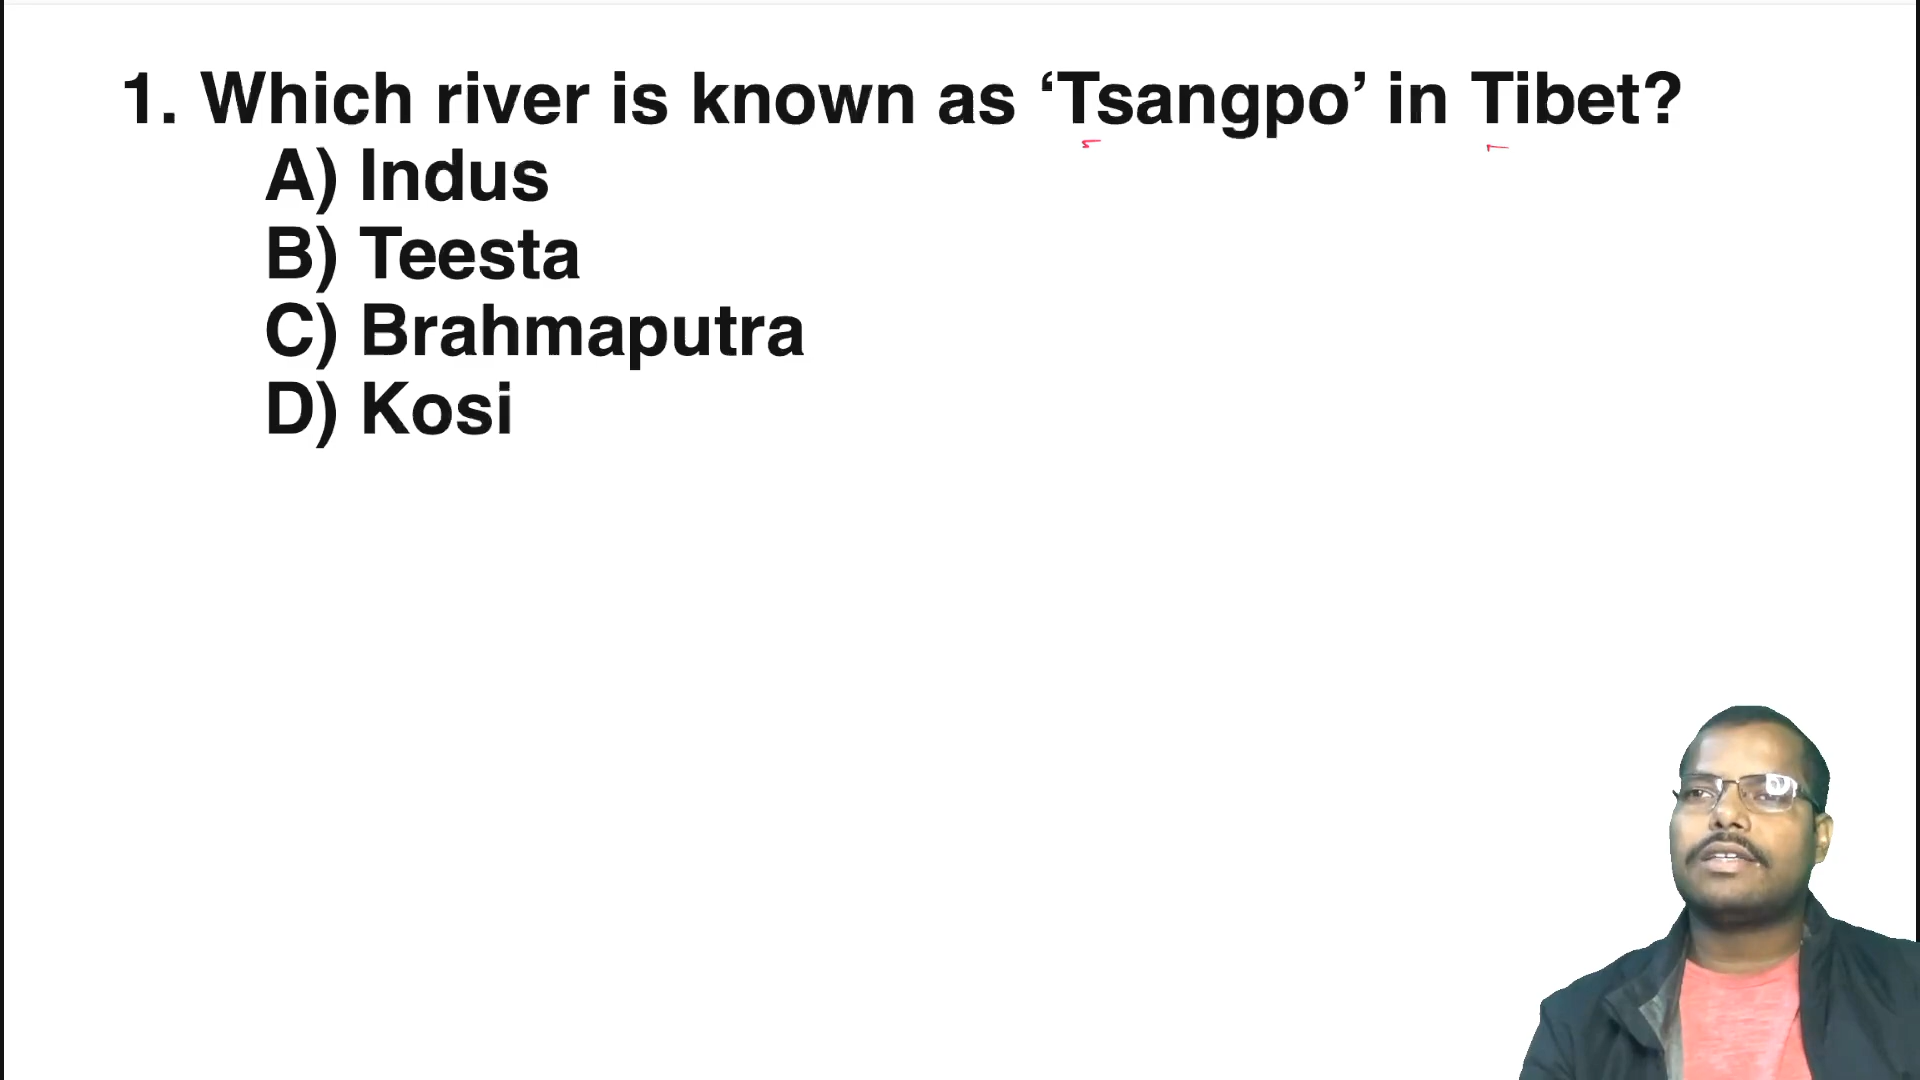 1. Which river is known as ‘Tsangpo’ in Tibet?
A) Indus
B) Teesta
C) Brahmaputra
D) Kosi